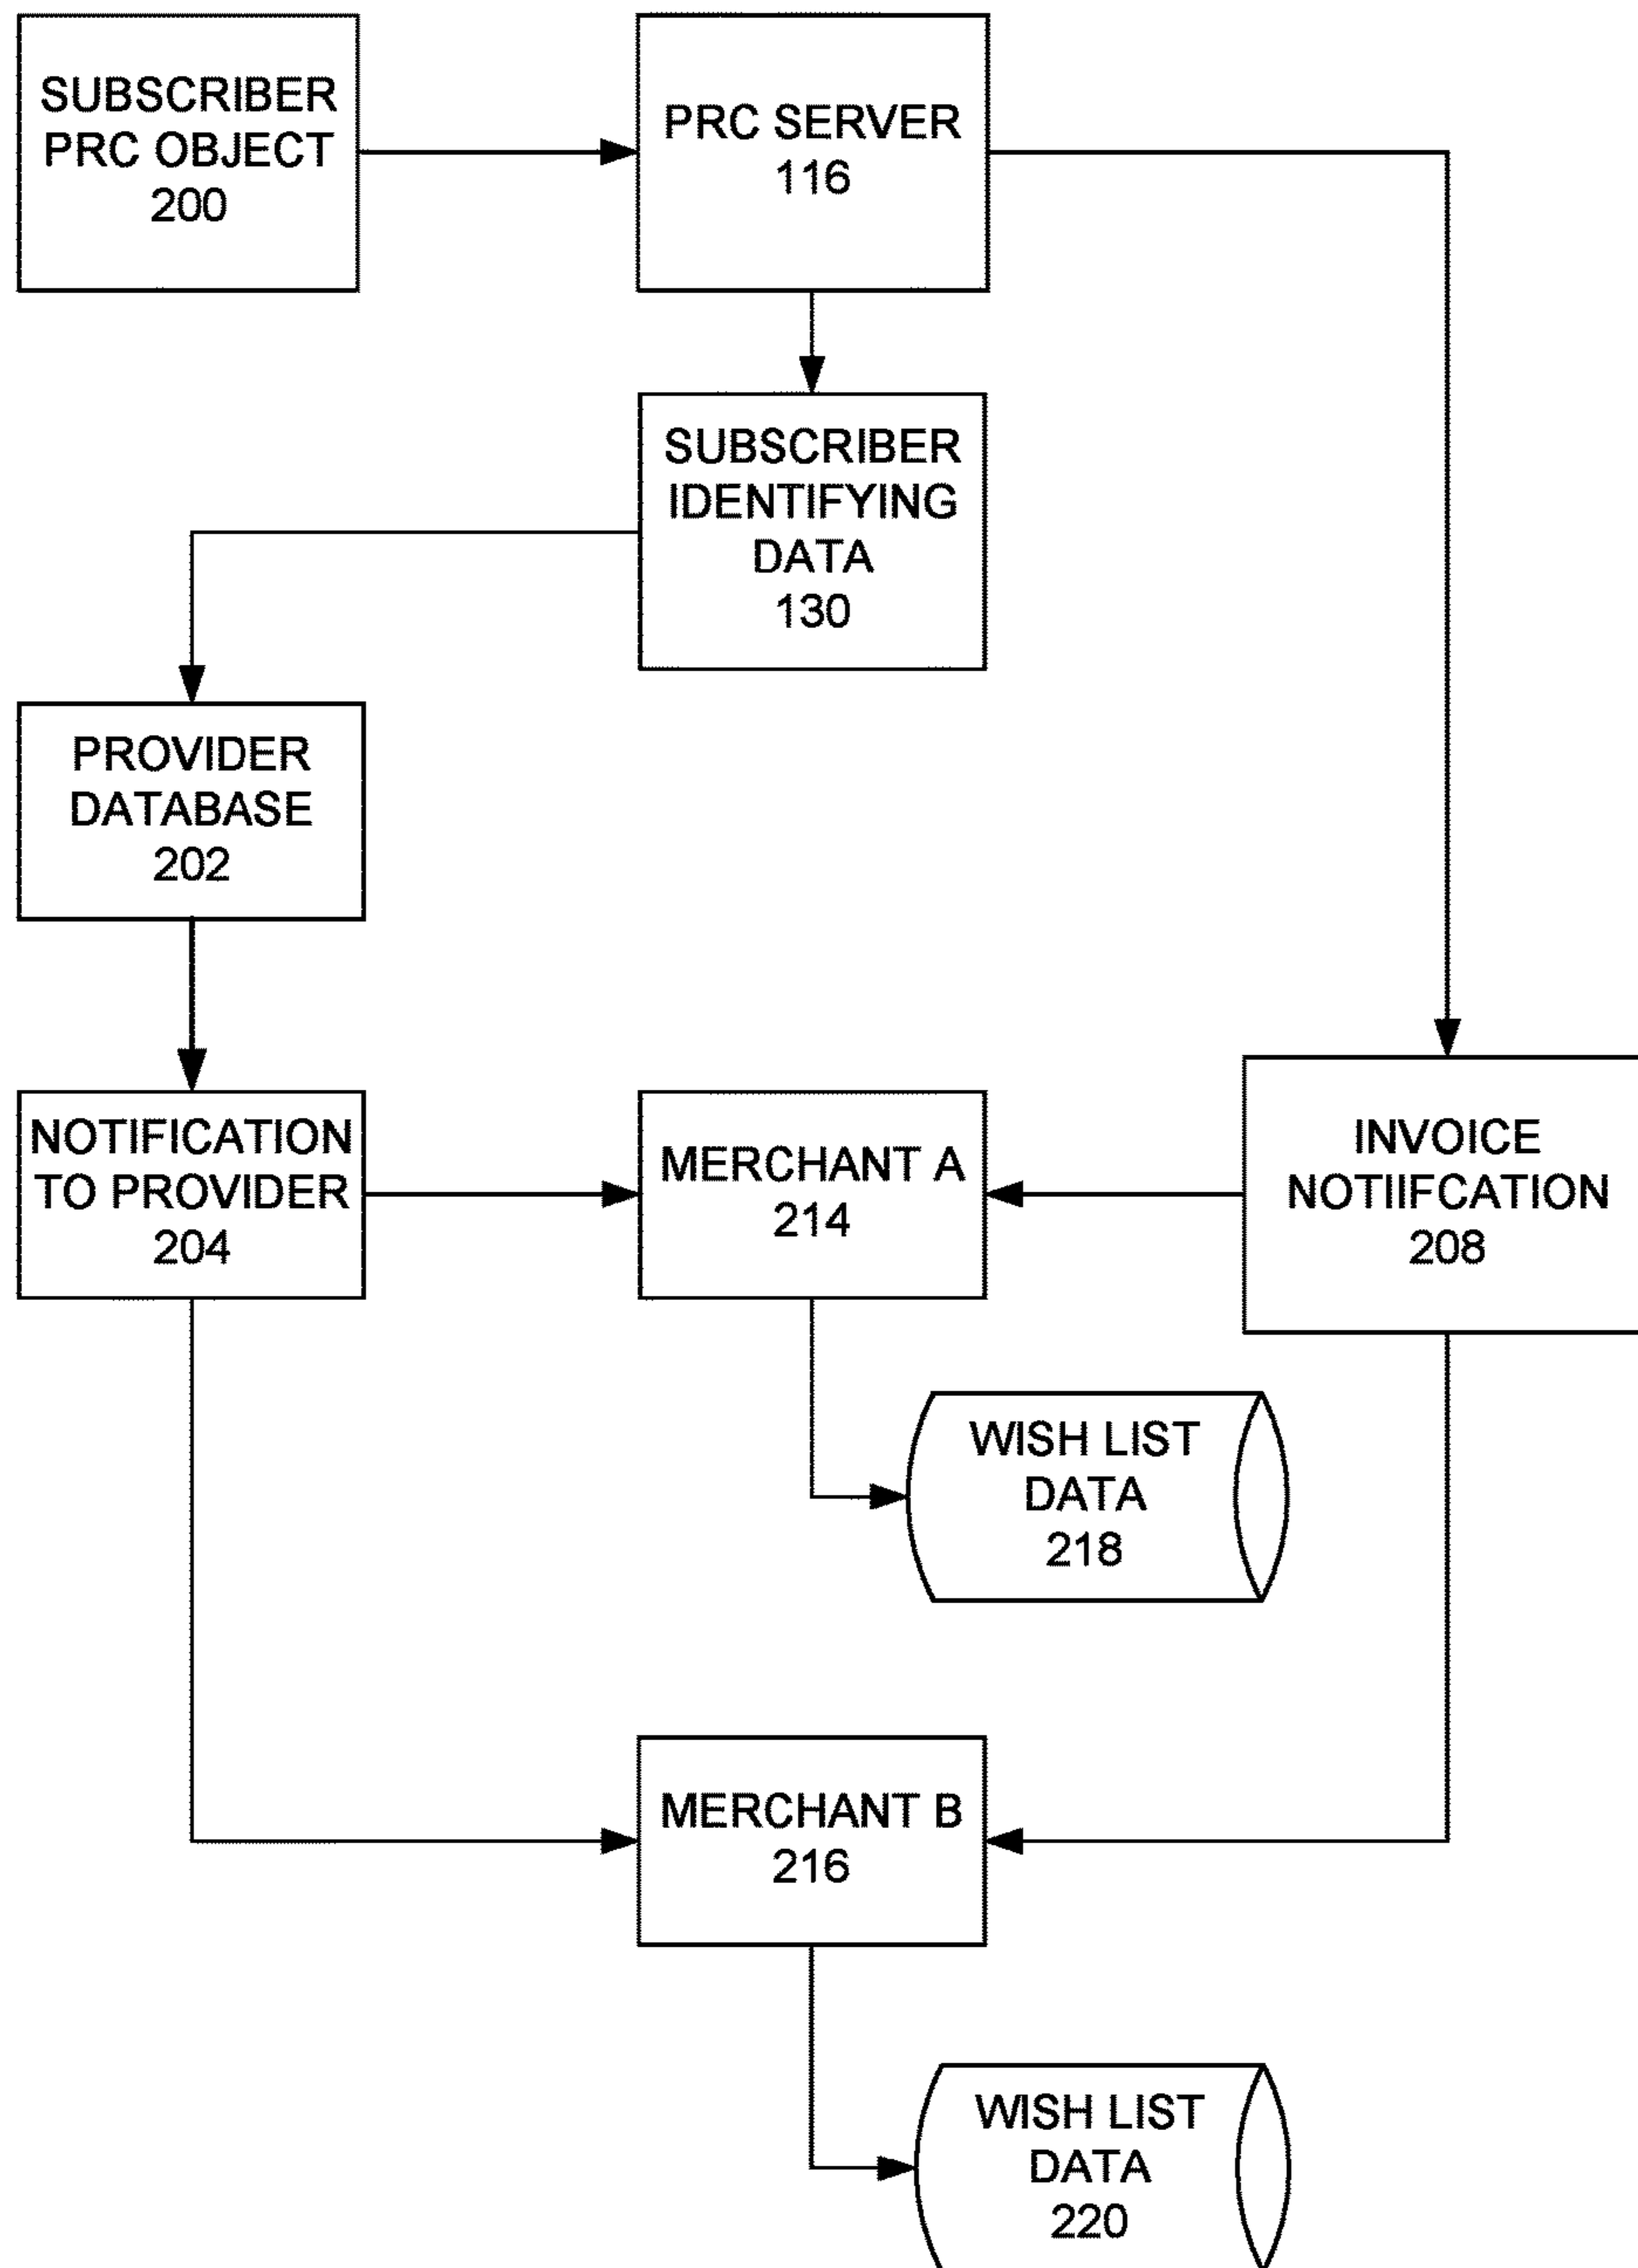 SUBSCRIBER
PRC OBJECT
200
PRC SERVER
116
SUBSCRIBER
IDENTIFYING
DATA
130
PROVIDER
DATABASE
202
NOTIFICATION
TO PROVIDER
204
MERCHANT A
214
INVOICE
NOTIIFCATION
208
WISH LIST
DATA
218
MERCHANT B
216
WISH LIST
DATA
220